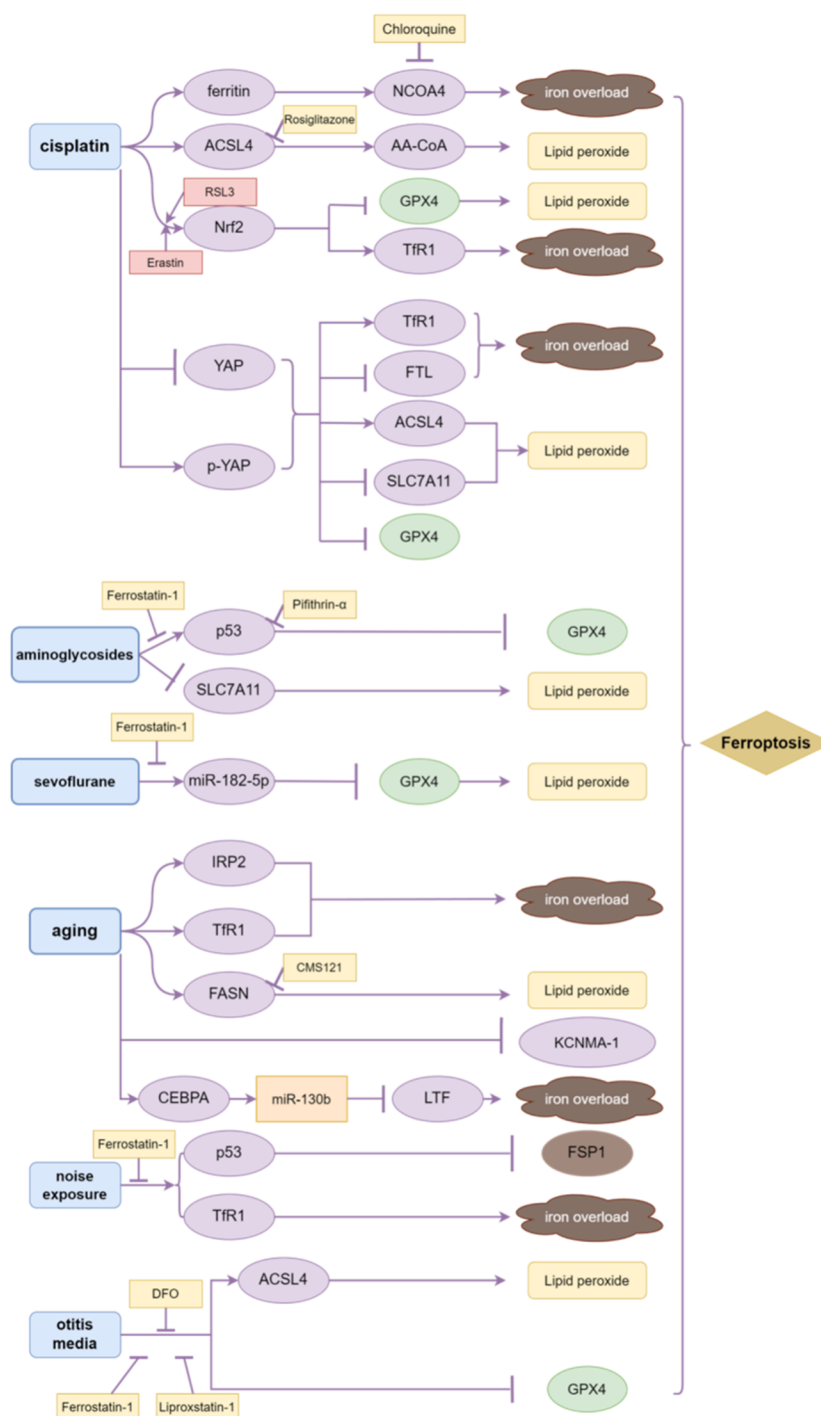 Chloroquine
ferritin
NCOA4
iron overload
Rosiglitazone
cisplatin
ACSL4
AA-CoA
Lipid peroxide
RSL3
GPX4
Lipid peroxide
Nrf2
TfR1
iron overload
Erastin
TfR1
iron overload
YAP
FTL
ACSL4
Lipid peroxide
p-YAP
SLC7A11
GPX4
Ferrostatin-1
Pifithrin-α
p53
GPX4
aminoglycosides
SLC7A11
Lipid peroxide
Ferrostatin-1
Ferroptosis
sevoflurane
miR-182-5p
GPX4
Lipid peroxide
IRP2
iron overload
aging
TfR1
CMS121
FASN
Lipid peroxide
KCNMA-1
CEBPA
miR-130b
LTF
iron overload
Ferrostatin-1
p53
FSP1
noise
exposure
TfR1
iron overload
ACSL4
Lipid peroxide
DFO
otitis
media
GPX4
Ferrostatin-1
Liproxstatin-1